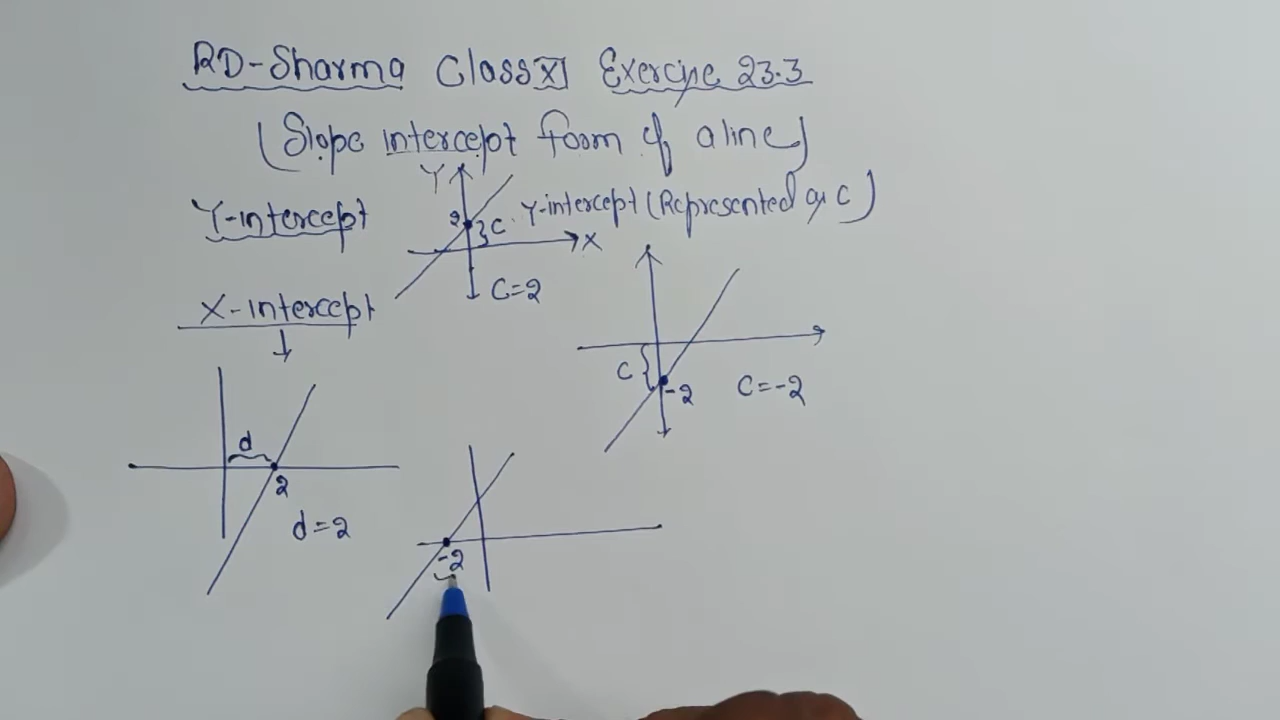 RD-Sharma Class XI Exercise 23.3
(Slope intercept form of a line)
Y-intercept
Y
2
C
Y-intercept (Represented as C)
X
C=2
X-intercept
C
-2
C=-2
d
2
d=2
-2